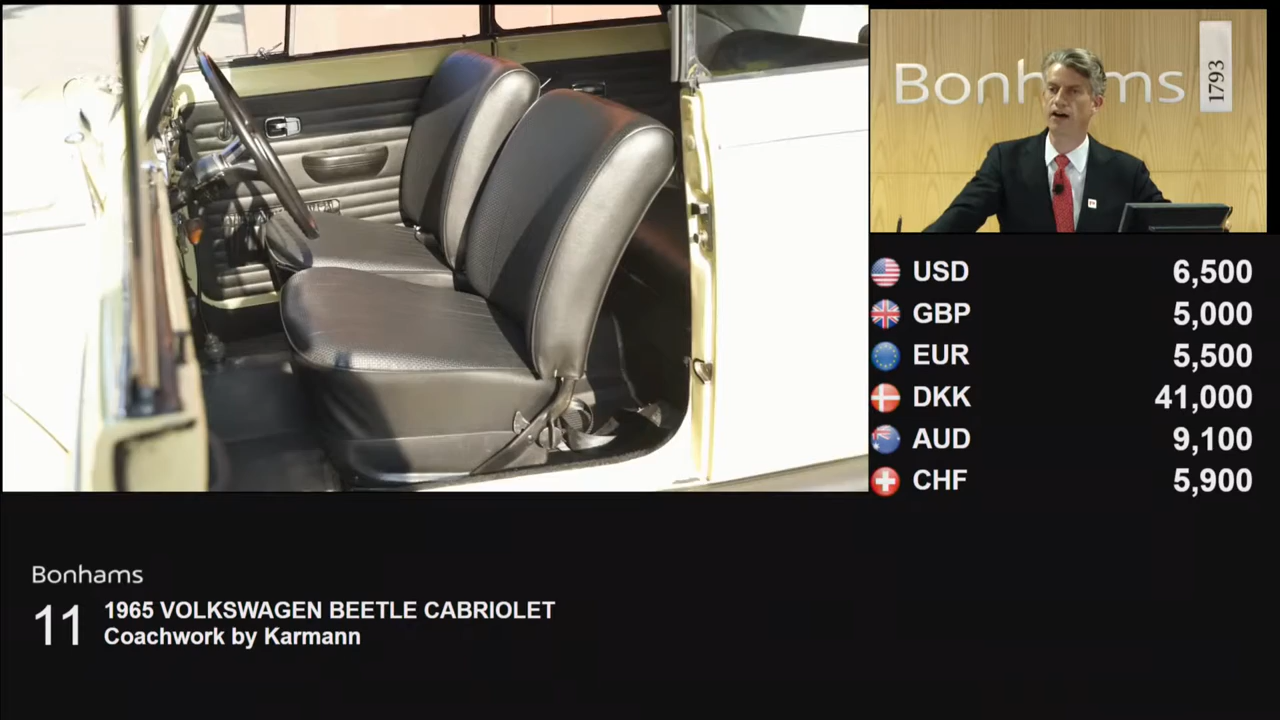 Bonhams
1793
USD 6,500
GBP 5,000
EUR 5,500
DKK 41,000
AUD 9,100
CHF 5,900
Bonhams
11
1965 VOLKSWAGEN BEETLE CABRIOLET
Coachwork by Karmann